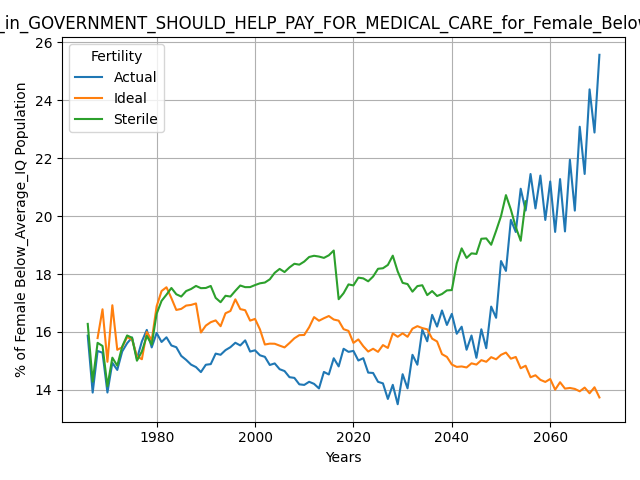 _in_GOVERNMENT_SHOULD_HELP_PAY_FOR_MEDICAL_CARE_for_Female_Below
Fertility
Actual
Ideal
Sterile
% of Female Below_Average_IQ Population
26
24
22
20
18
16
14
1980 2000 2020 2040 2060
Years